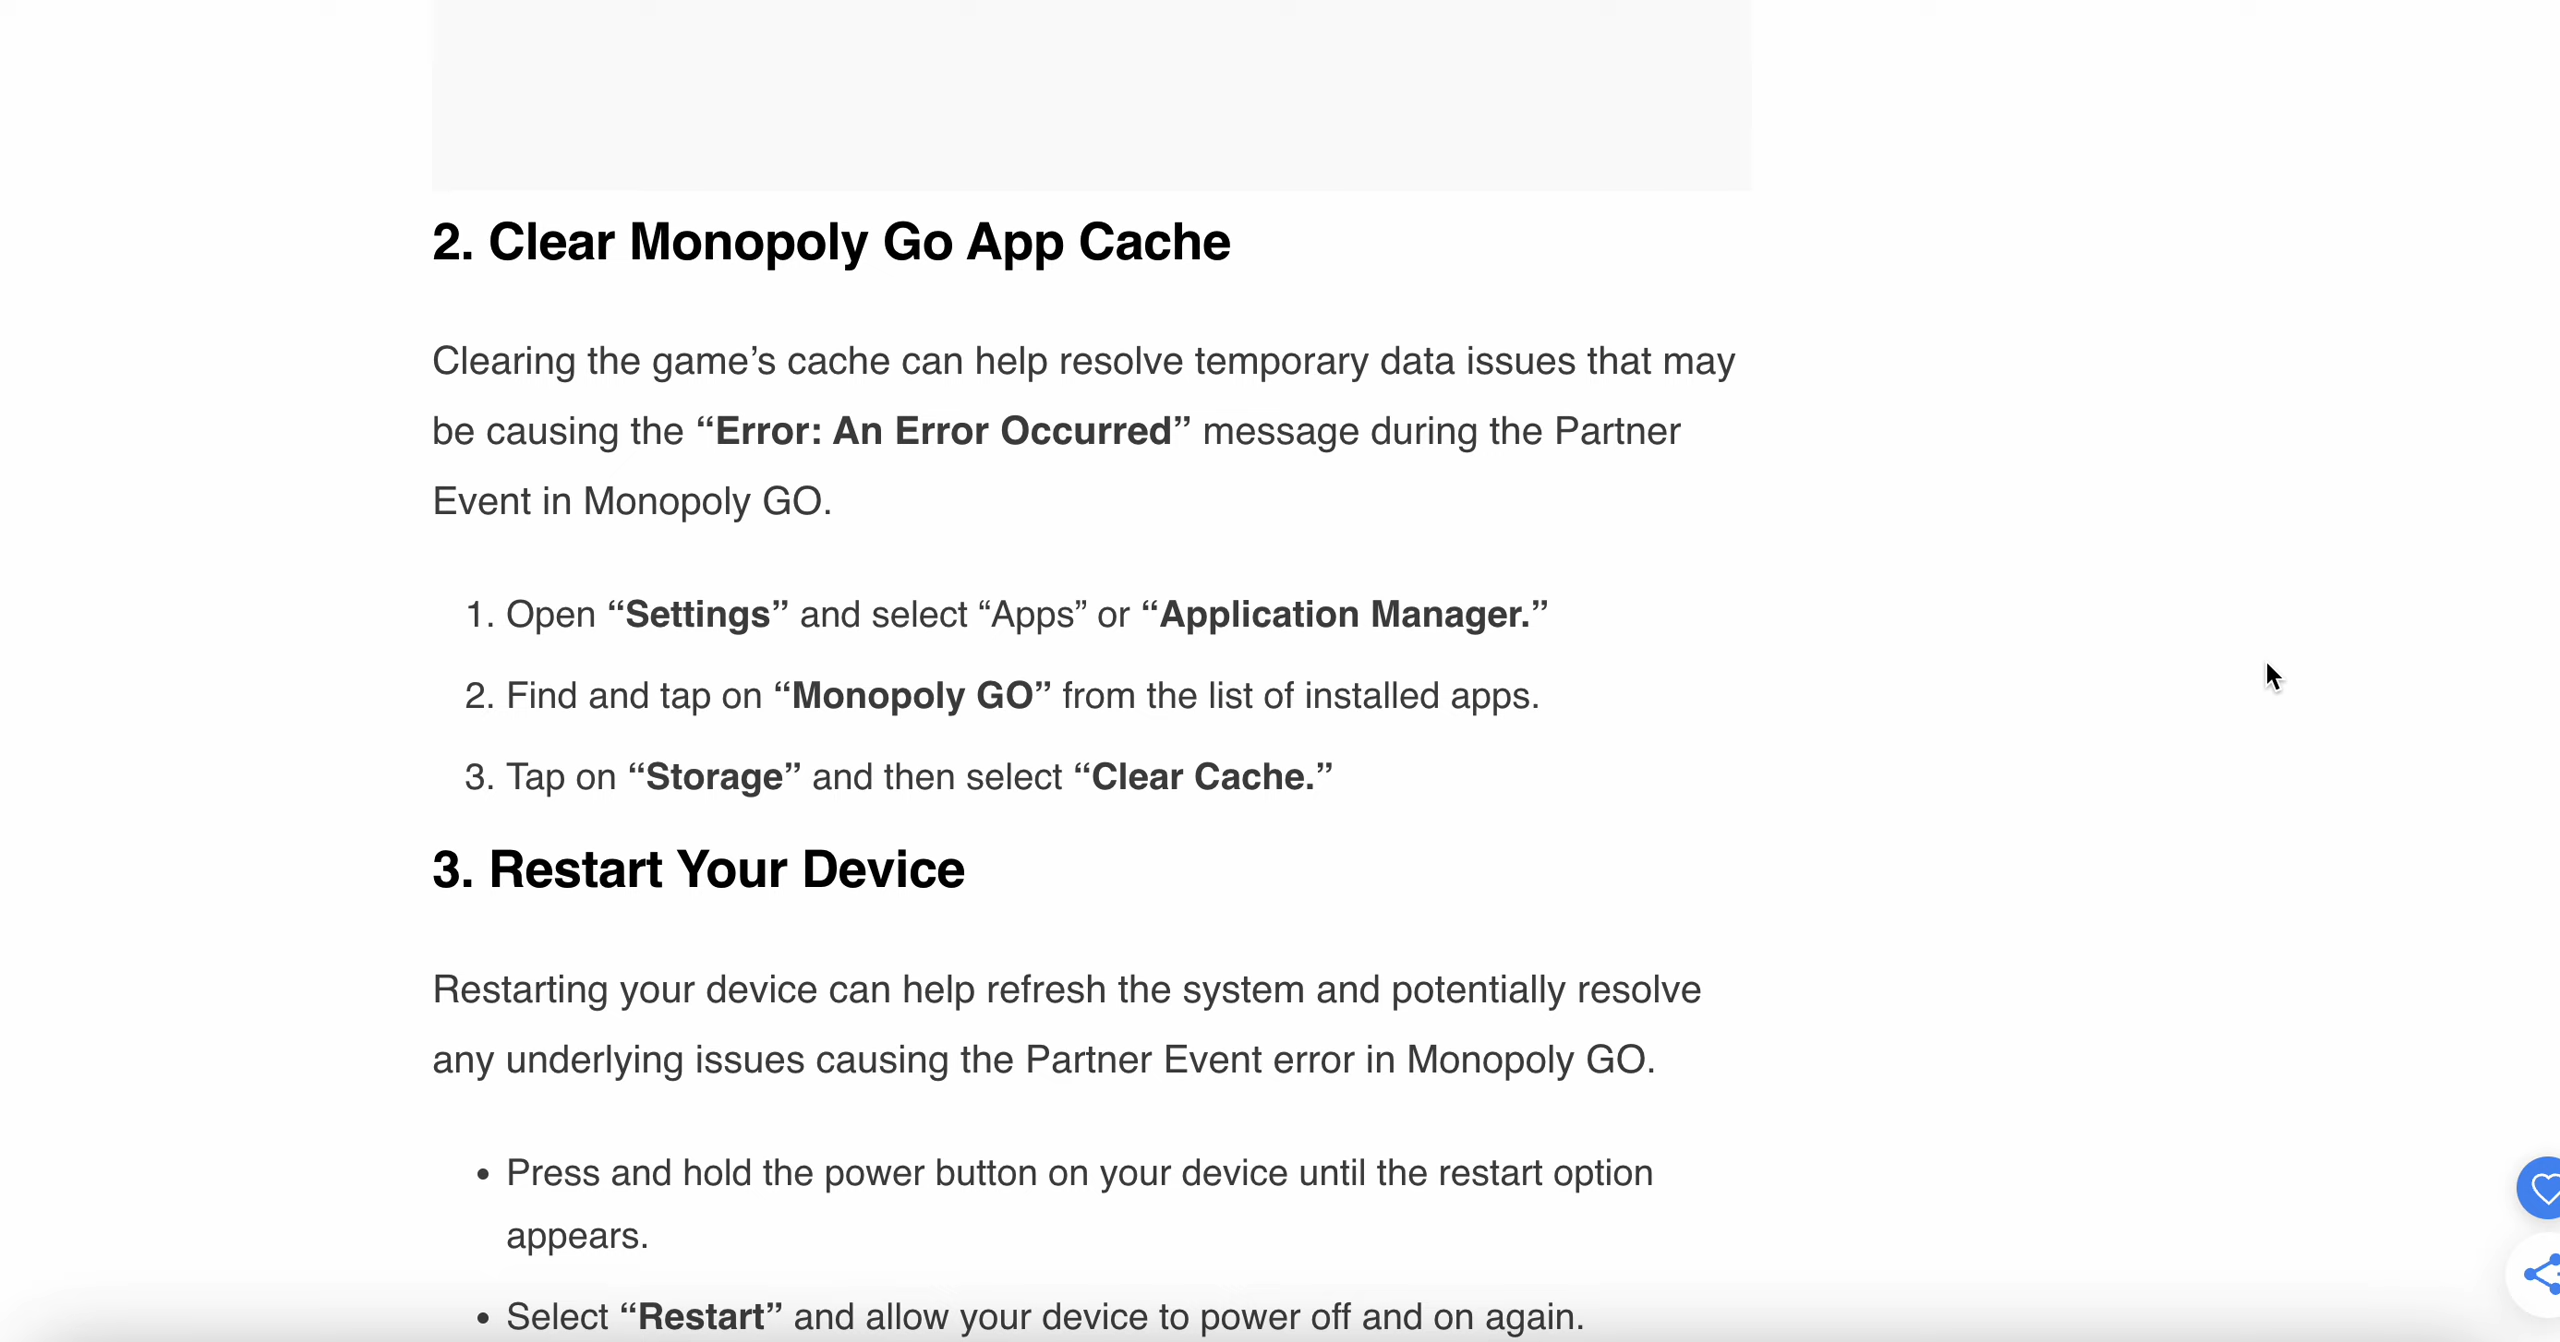 2. Clear Monopoly Go App Cache
Clearing the game’s cache can help resolve temporary data issues that may
be causing the “Error: An Error Occurred” message during the Partner
Event in Monopoly GO.
1. Open “Settings” and select “Apps” or “Application Manager.”
2. Find and tap on “Monopoly GO” from the list of installed apps.
3. Tap on “Storage” and then select “Clear Cache.”
3. Restart Your Device
Restarting your device can help refresh the system and potentially resolve
any underlying issues causing the Partner Event error in Monopoly GO.
• Press and hold the power button on your device until the restart option
appears.
• Select “Restart” and allow your device to power off and on again.